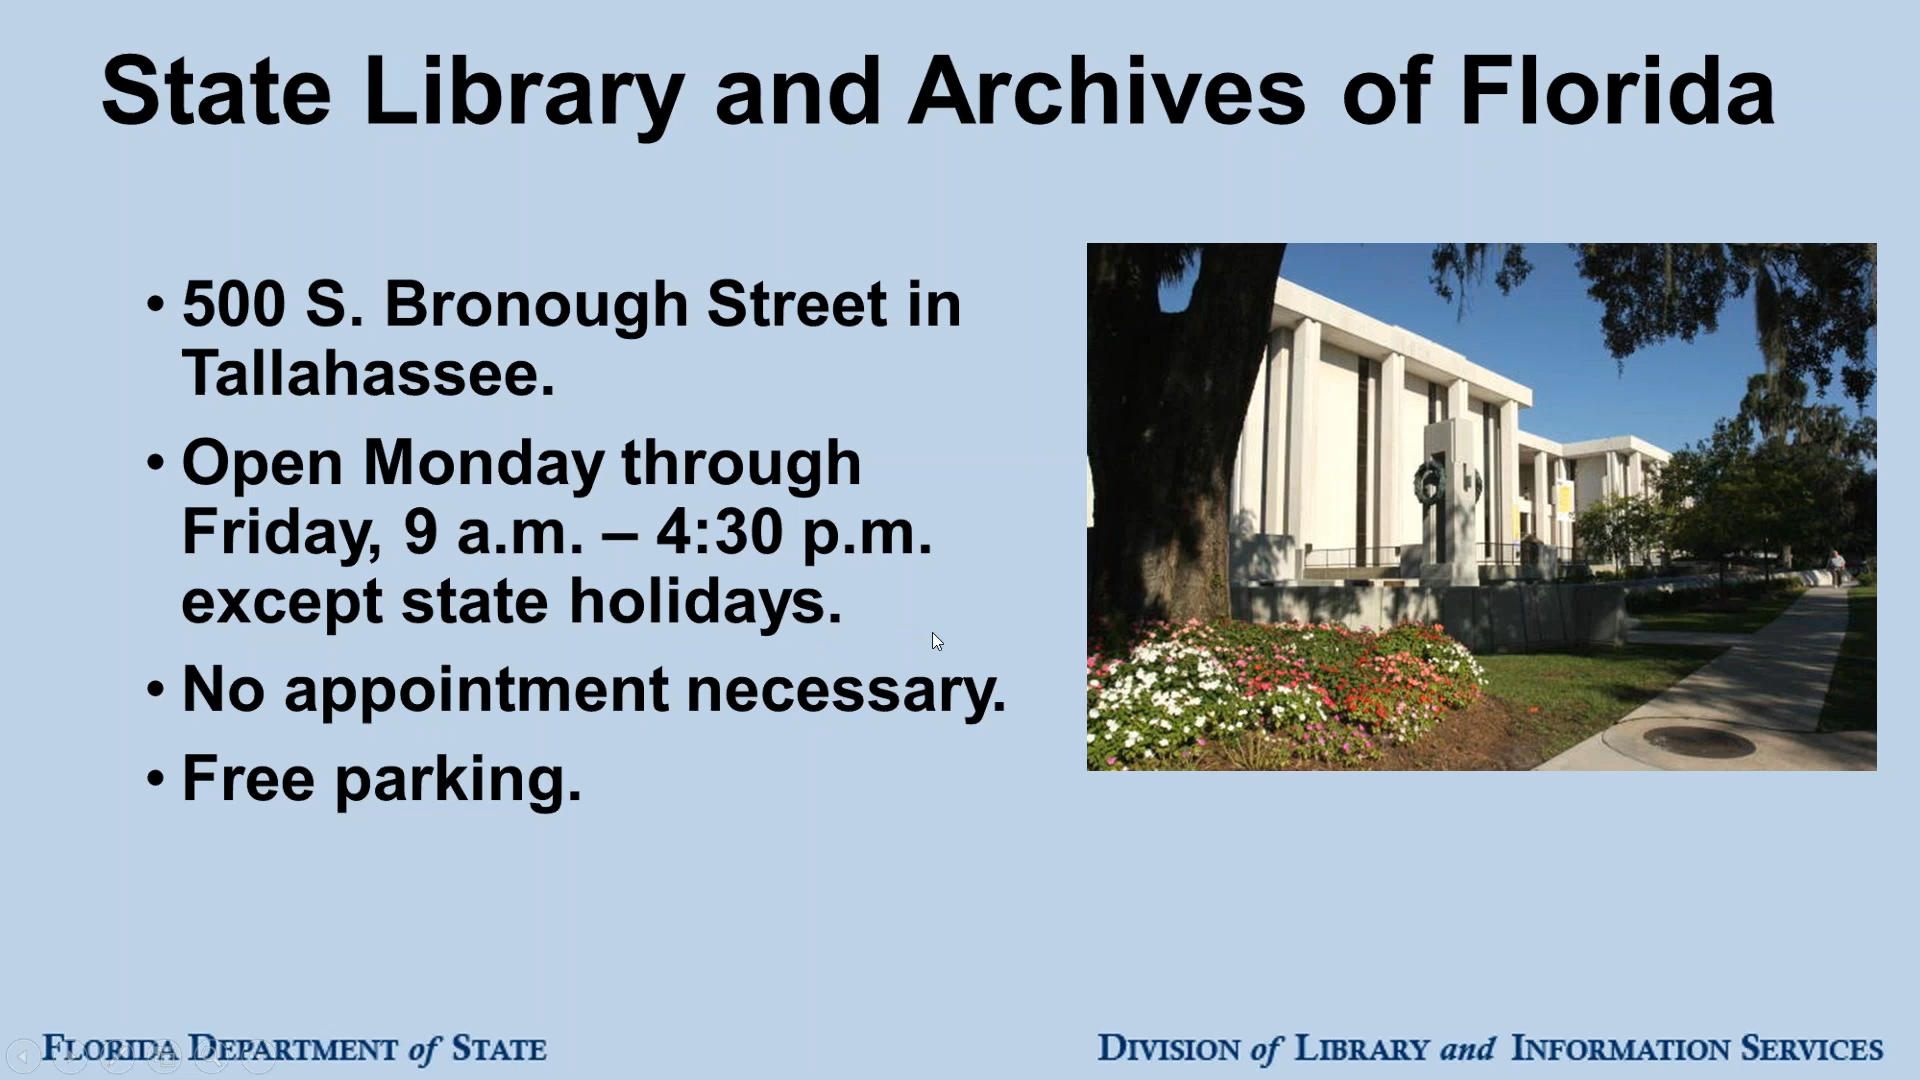 State Library and Archives of Florida
• 500 S. Bronough Street in
Tallahassee.
• Open Monday through
Friday, 9 a.m. – 4:30 p.m.
except state holidays.
• No appointment necessary.
• Free parking.
FLORIDA DEPARTMENT of STATE
DIVISION of LIBRARY and INFORMATION SERVICES